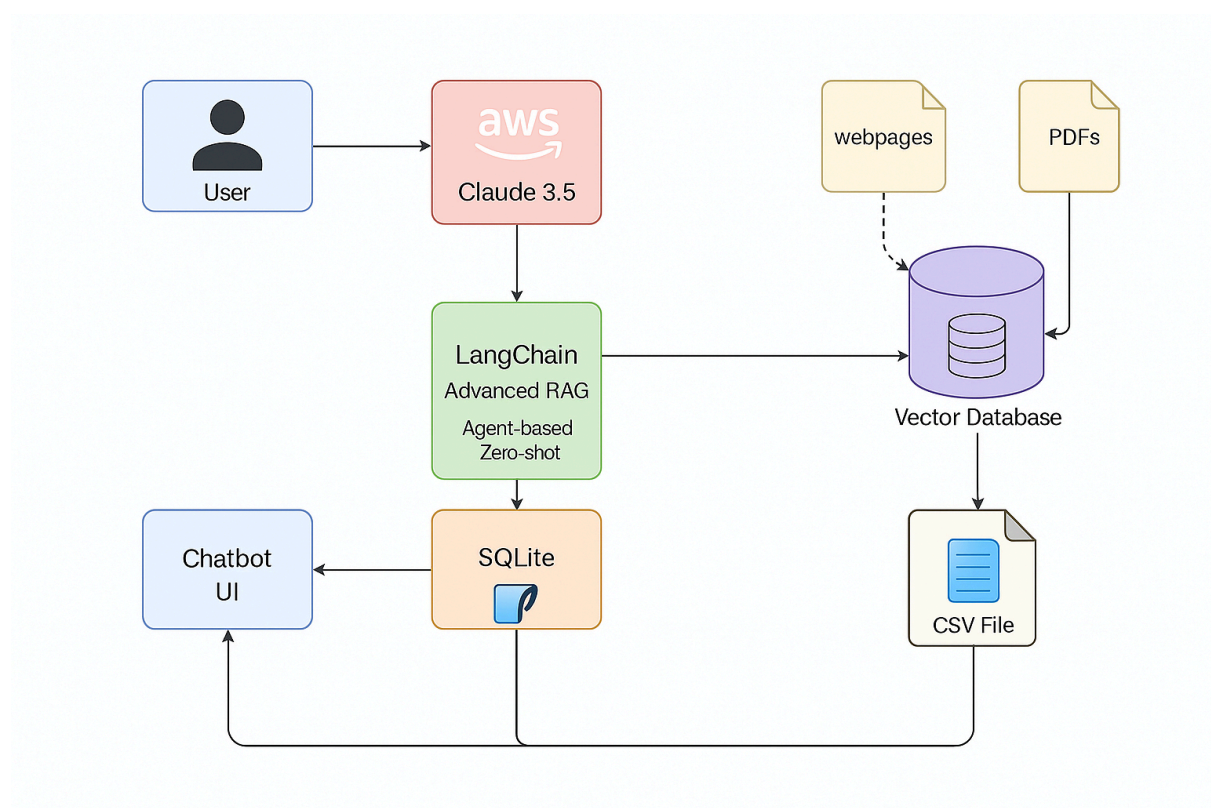 User
aws
Claude 3.5
webpages
PDFs
LangChain
Advanced RAG
Agent-based
Zero-shot
Vector Database
Chatbot
UI
SQLite
CSV File